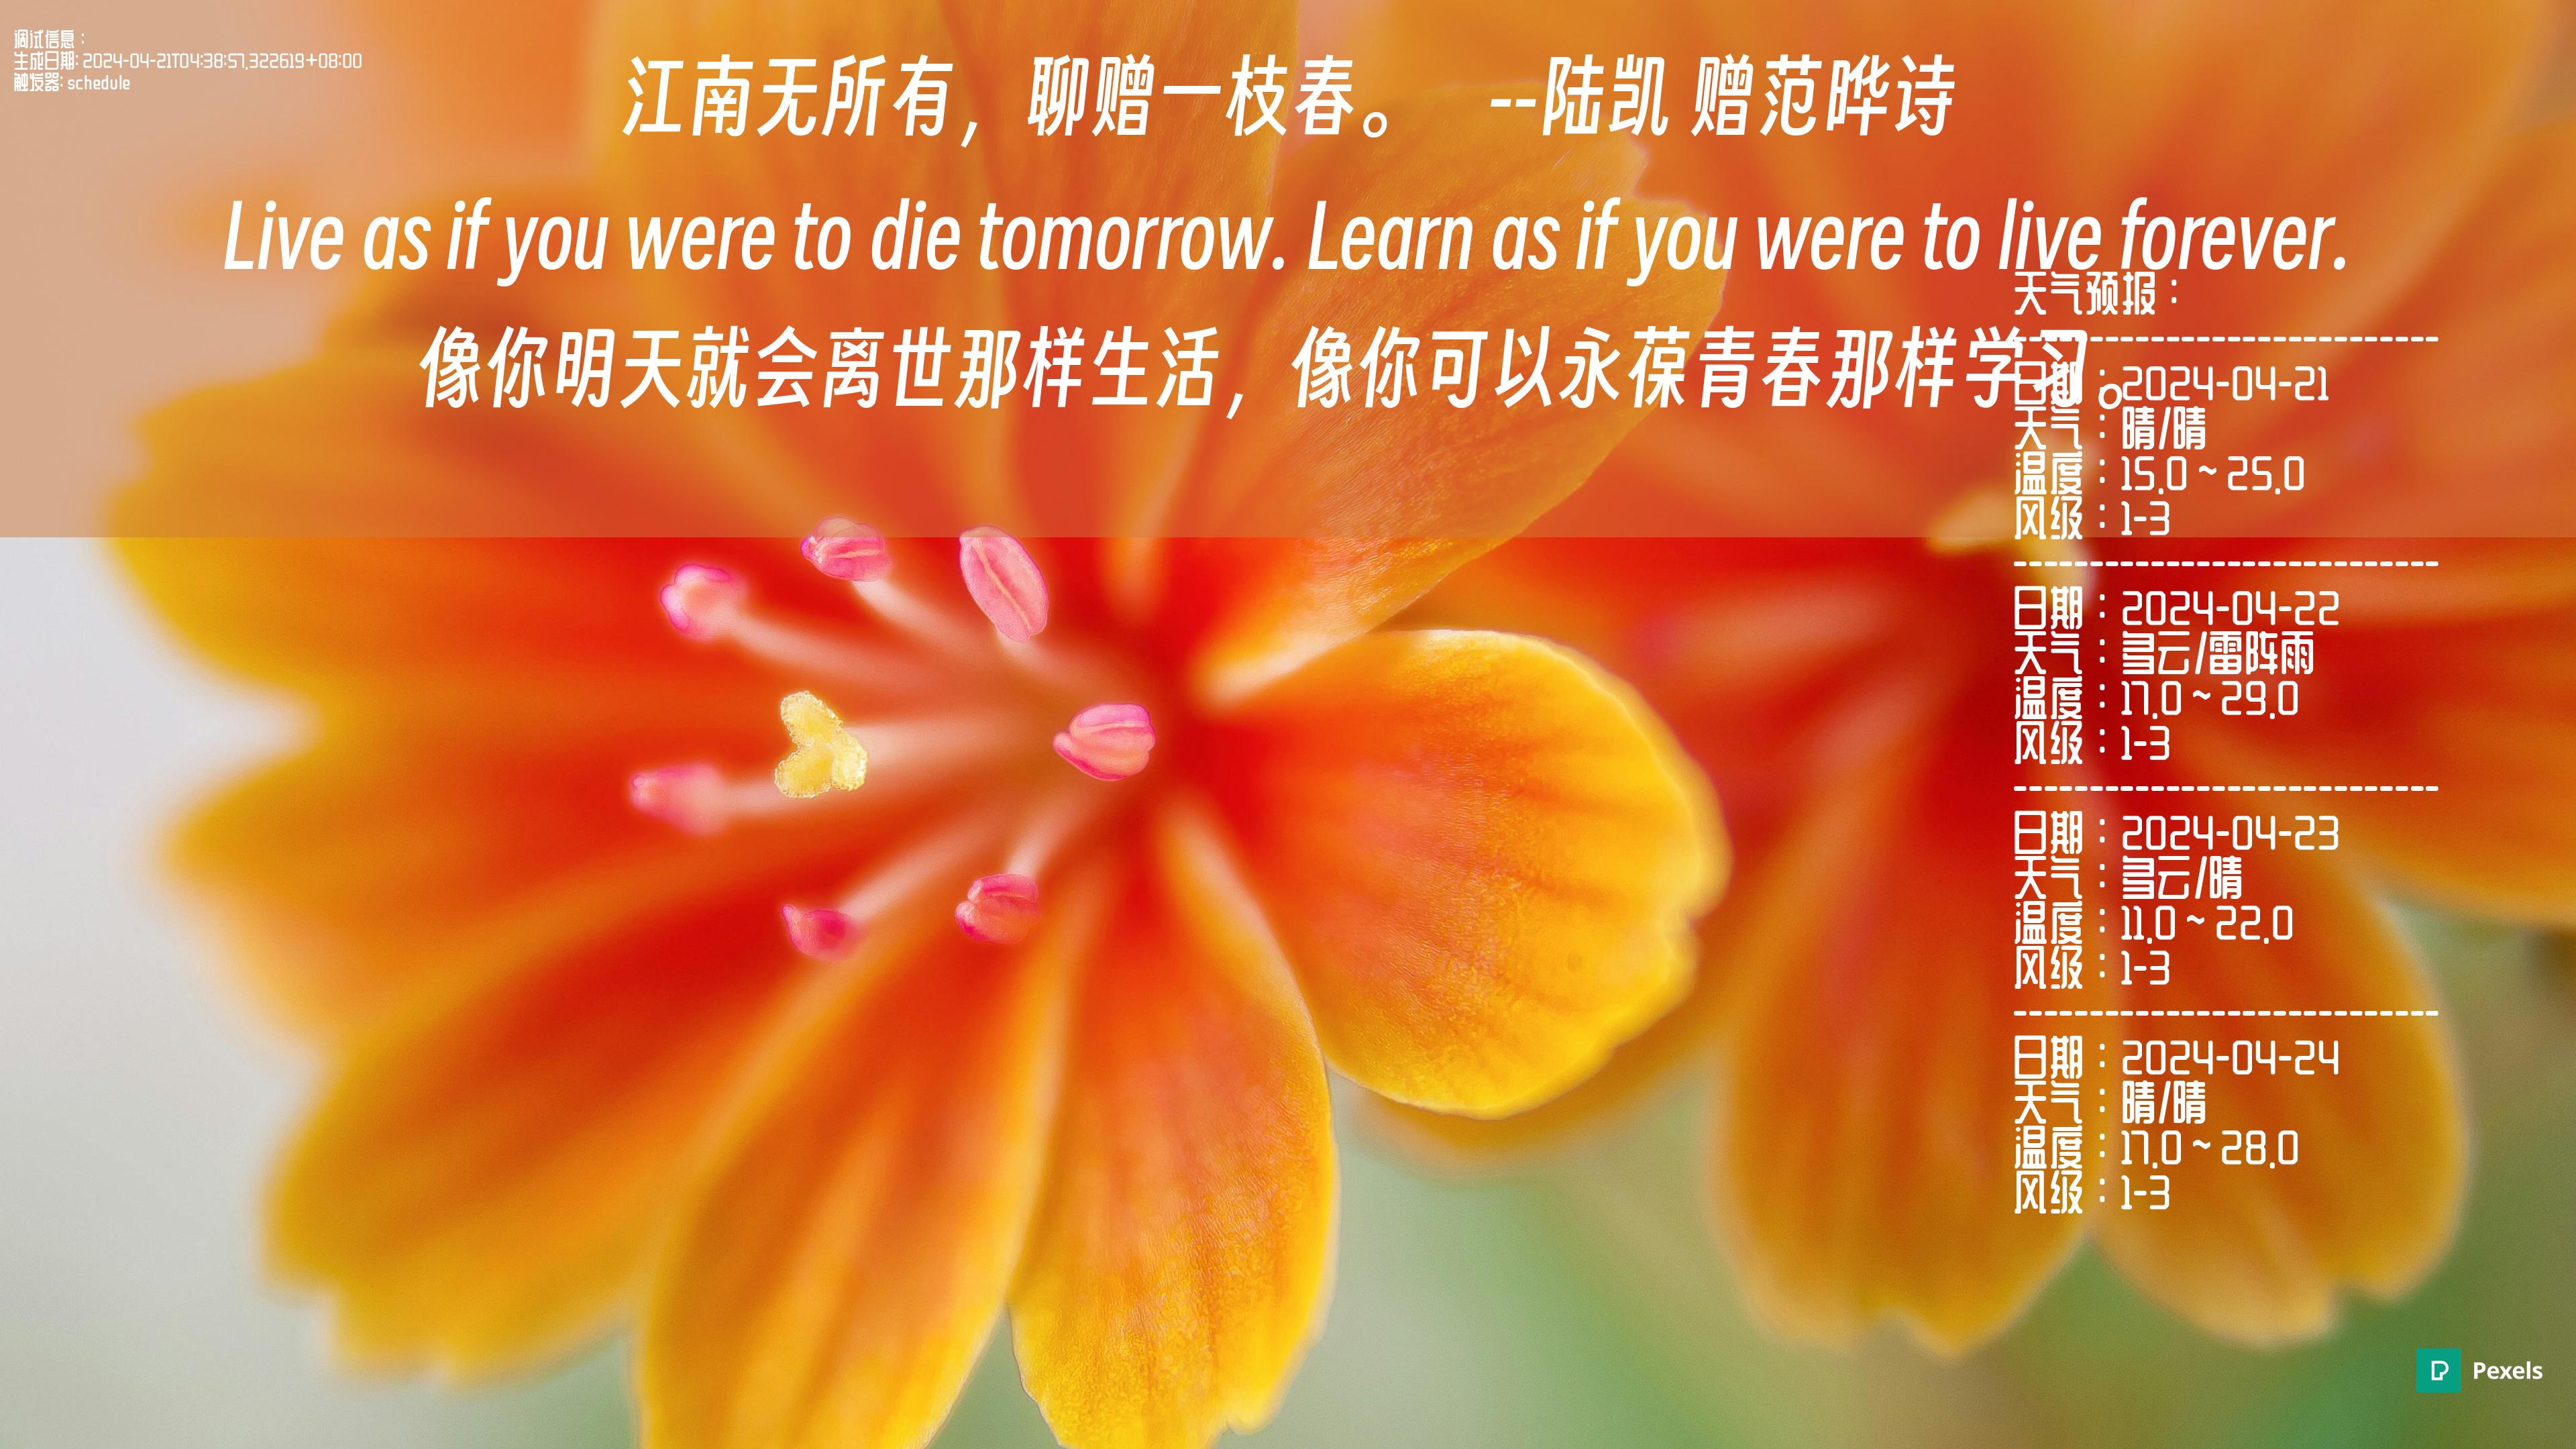 调试信息：
生成日期: 2024-04-21T04:38:57.322619+08:00
触发器: schedule
江南无所有，聊赠一枝春。 --陆凯 赠范晔诗
Live as if you were to die tomorrow. Learn as if you were to live forever.
像你明天就会离世那样生活，像你可以永葆青春那样学习。
天气预报：
----------------------------
日期：2024-04-21
天气：晴/晴
温度：15.0 ~ 25.0
风级：1-3
----------------------------
日期：2024-04-22
天气：多云/雷阵雨
温度：17.0 ~ 29.0
风级：1-3
----------------------------
日期：2024-04-23
天气：多云/晴
温度：11.0 ~ 22.0
风级：1-3
----------------------------
日期：2024-04-24
天气：晴/晴
温度：17.0 ~ 28.0
风级：1-3
Pexels